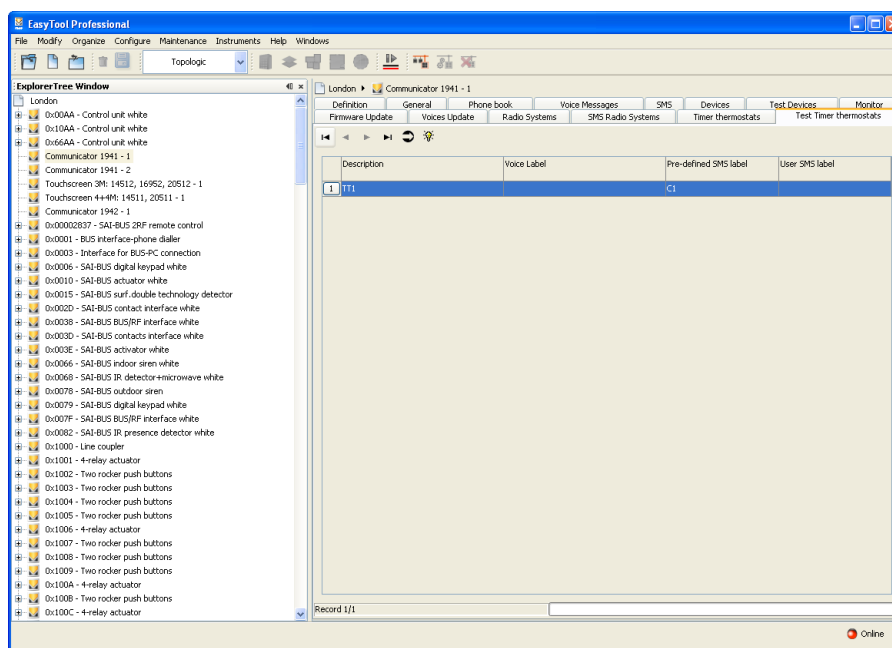 EasyTool Professional
File Modify Organize Configure Maintenance Instruments Help Windows
Topologic
ExplorerTree Window
London
0x00AA - Control unit white
0x10AA - Control unit white
0x66AA - Control unit white
Communicator 1941 - 1
Communicator 1941 - 2
Touchscreen 3M: 14512, 16952, 20512 - 1
Touchscreen 4+4M: 14511, 20511 - 1
Communicator 1942 - 1
0x00002837 - SAI-BUS 2RF remote control
0x0001 - BUS interface-phone dialler
0x0003 - Interface for BUS-PC connection
0x0006 - SAI-BUS digital keypad white
0x0010 - SAI-BUS actuator white
0x0015 - SAI-BUS surf.double technology detector
0x002D - SAI-BUS contact interface white
0x0038 - SAI-BUS BUS/RF interface white
0x003D - SAI-BUS contacts interface white
0x003E - SAI-BUS activator white
0x0066 - SAI-BUS indoor siren white
0x0068 - SAI-BUS IR detector+microwave white
0x0078 - SAI-BUS outdoor siren
0x0079 - SAI-BUS digital keypad white
0x007F - SAI-BUS BUS/RF interface white
0x0082 - SAI-BUS IR presence detector white
0x1000 - Line coupler
0x1001 - 4-relay actuator
0x1002 - Two rocker push buttons
0x1003 - Two rocker push buttons
0x1004 - Two rocker push buttons
0x1005 - Two rocker push buttons
0x1006 - 4-relay actuator
0x1007 - Two rocker push buttons
0x1008 - Two rocker push buttons
0x1009 - Two rocker push buttons
0x100A - 4-relay actuator
0x100B - Two rocker push buttons
0x100C - 4-relay actuator
London Communicator 1941 - 1
Definition General Phone book Voice Messages SMS Devices Test Devices Monitor
Firmware Update Voices Update Radio Systems SMS Radio Systems Timer thermostats Test Timer thermostats
Description Voice Label Pre-defined SMS label User SMS label
1 TT1 C1
Record 1/1
Online